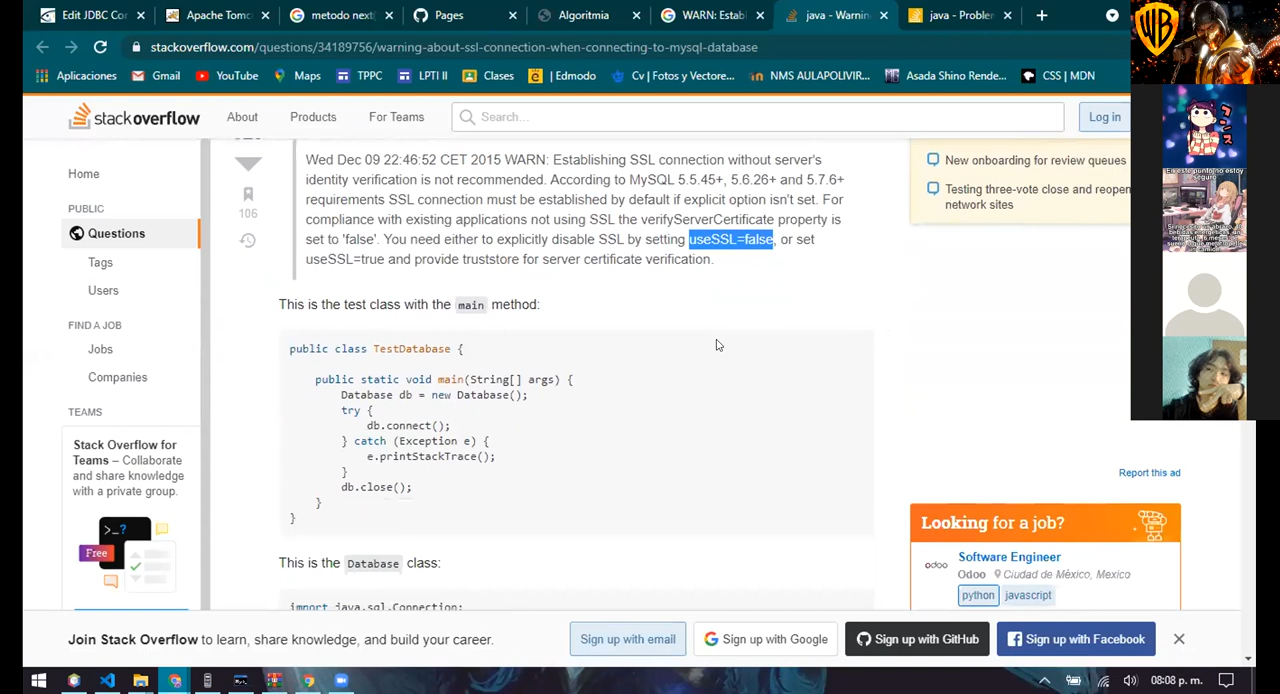 Edit JDBC Co
Apache Tomc
metodo next(
Pages
Algoritmia
WARN: Estab
java - Warnin
java - Proble
stackoverflow.com/questions/34189756/warning-about-ssl-connection-when-connecting-to-mysql-database
Aplicaciones
Gmail
YouTube
Maps
TPPC
LPTI II
Clases
| Edmodo
Cv | Fotos y Vectore...
NMS AULAPOLIVIR...
Asada Shino Rende...
CSS | MDN
stackoverflow
About
Products
For Teams
Search...
Log in
Home
PUBLIC
Questions
Tags
Users
FIND A JOB
Jobs
Companies
TEAMS
Stack Overflow for
Teams – Collaborate
and share knowledge
with a private group.
>_?
Free
106
Wed Dec 09 22:46:52 CET 2015 WARN: Establishing SSL connection without server's
identity verification is not recommended. According to MySQL 5.5.45+, 5.6.26+ and 5.7.6+
requirements SSL connection must be established by default if explicit option isn't set. For
compliance with existing applications not using SSL the verifyServerCertificate property is
set to 'false'. You need either to explicitly disable SSL by setting useSSL=false, or set
useSSL=true and provide truststore for server certificate verification.
This is the test class with the main method:
public class TestDatabase {
public static void main(String[] args) {
Database db = new Database();
try {
db.connect();
} catch (Exception e) {
e.printStackTrace();
}
db.close();
}
}
This is the Database class:
import java.sql.Connection;
New onboarding for review queues
Testing three-vote close and reopen
network sites
Report this ad
Looking for a job?
Software Engineer
Odoo
Ciudad de México, Mexico
python
javascript
odoo
Join Stack Overflow to learn, share knowledge, and build your career.
Sign up with email
Sign up with Google
Sign up with GitHub
Sign up with Facebook
08:08 p. m.
WB
En este punto no estoy
seguro